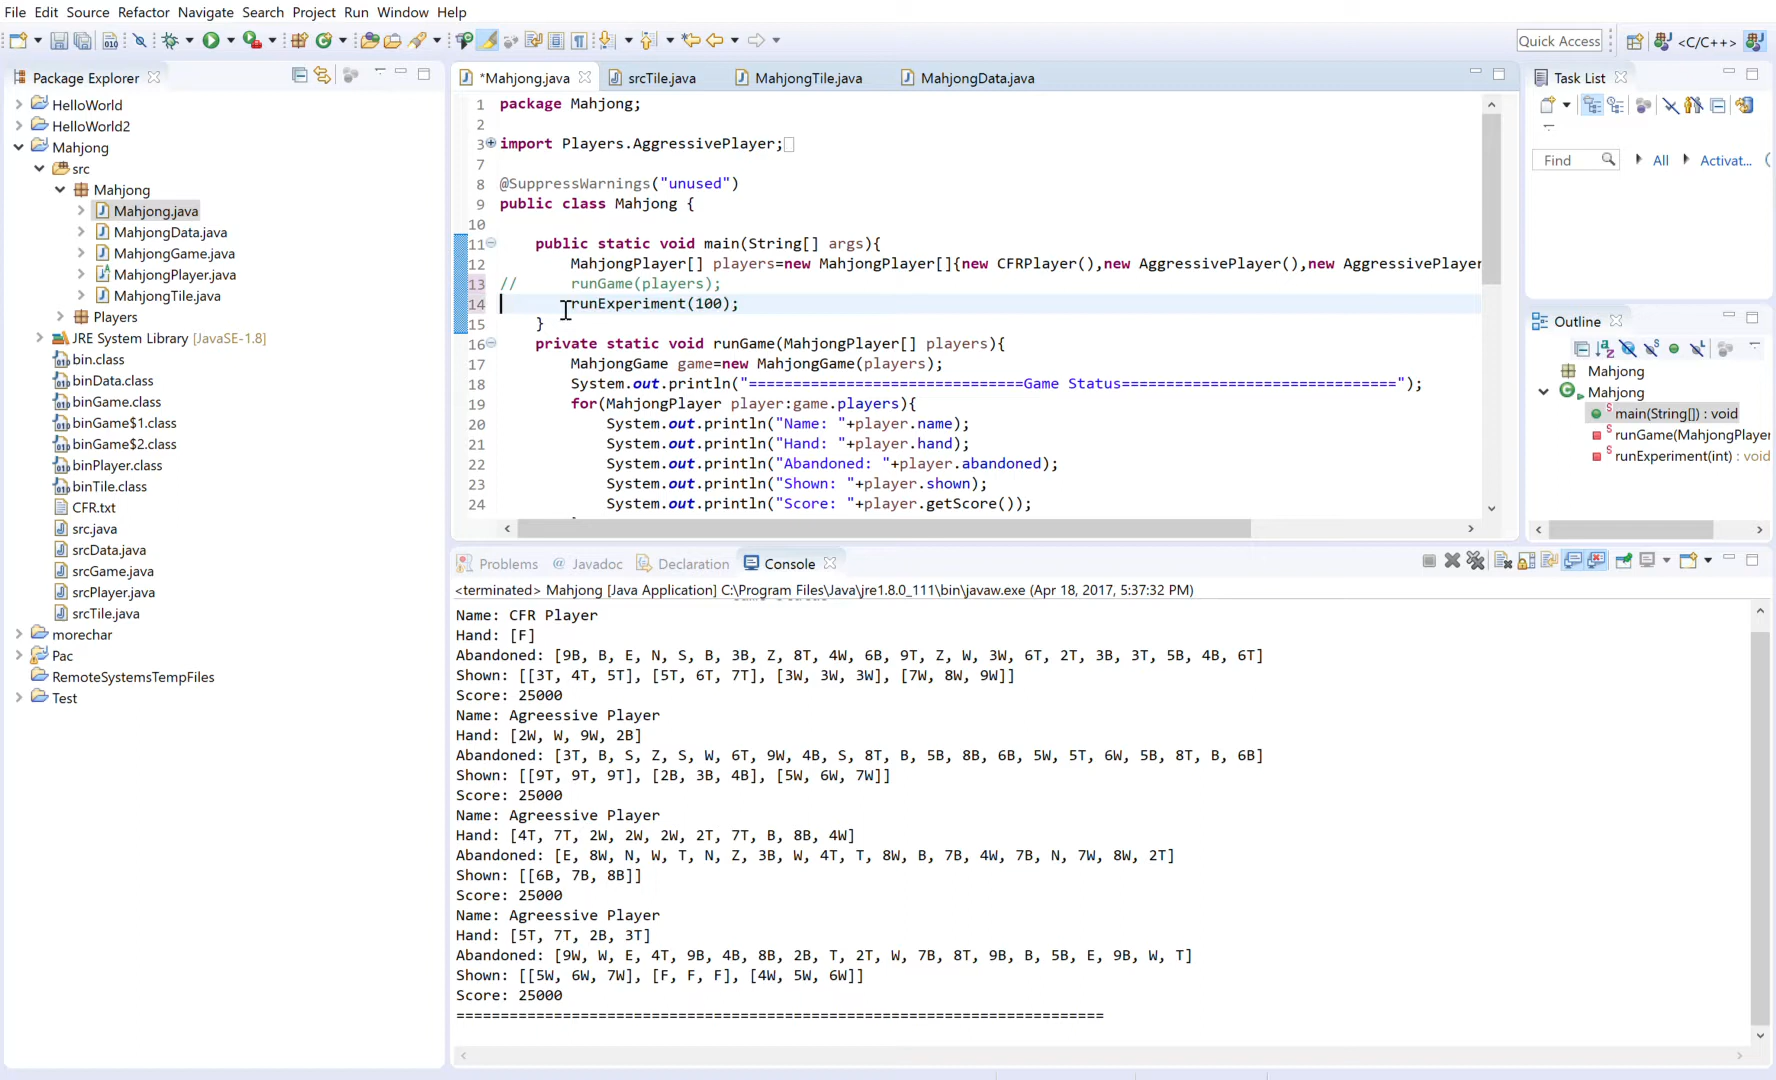 File Edit Source Refactor Navigate Search Project Run Window Help
Quick Access <C/C++>
Package Explorer
HelloWorld
HelloWorld2
Mahjong
src
Mahjong
Mahjong.java
MahjongData.java
MahjongGame.java
MahjongPlayer.java
MahjongTile.java
Players
JRE System Library [JavaSE-1.8]
bin.class
binData.class
binGame.class
binGame$1.class
binGame$2.class
binPlayer.class
binTile.class
CFR.txt
src.java
srcData.java
srcGame.java
srcPlayer.java
srcTile.java
morechar
Pac
RemoteSystemsTempFiles
Test
*Mahjong.java srcTile.java MahjongTile.java MahjongData.java
1 package Mahjong;
2
3 import Players.AggressivePlayer;
7
8 @SuppressWarnings("unused")
9 public class Mahjong {
10
11 public static void main(String[] args){
12 MahjongPlayer[] players=new MahjongPlayer[]{new CFRPlayer(),new AggressivePlayer(),new AggressivePlayer
13 // runGame(players);
14 runExperiment(100);
15 }
16 private static void runGame(MahjongPlayer[] players){
17 MahjongGame game=new MahjongGame(players);
18 System.out.println("===============================Game Status===============================");
19 for(MahjongPlayer player:game.players){
20 System.out.println("Name: "+player.name);
21 System.out.println("Hand: "+player.hand);
22 System.out.println("Abandoned: "+player.abandoned);
23 System.out.println("Shown: "+player.shown);
24 System.out.println("Score: "+player.getScore());
Task List
Find All Activat...
Outline
Mahjong
Mahjong
main(String[]) : void
runGame(MahjongPlayer
runExperiment(int) : void
Problems @ Javadoc Declaration Console
<terminated> Mahjong [Java Application] C:\Program Files\Java\jre1.8.0_111\bin\javaw.exe (Apr 18, 2017, 5:37:32 PM)
Name: CFR Player
Hand: [F]
Abandoned: [9B, B, E, N, S, B, 3B, Z, 8T, 4W, 6B, 9T, Z, W, 3W, 6T, 2T, 3B, 3T, 5B, 4B, 6T]
Shown: [[3T, 4T, 5T], [5T, 6T, 7T], [3W, 3W, 3W], [7W, 8W, 9W]]
Score: 25000
Name: Agreessive Player
Hand: [2W, W, 9W, 2B]
Abandoned: [3T, B, S, Z, S, W, 6T, 9W, 4B, S, 8T, B, 5B, 8B, 6B, 5W, 5T, 6W, 5B, 8T, B, 6B]
Shown: [[9T, 9T, 9T], [2B, 3B, 4B], [5W, 6W, 7W]]
Score: 25000
Name: Agreessive Player
Hand: [4T, 7T, 2W, 2W, 2W, 2T, 7T, B, 8B, 4W]
Abandoned: [E, 8W, N, W, T, N, Z, 3B, W, 4T, T, 8W, B, 7B, 4W, 7B, N, 7W, 8W, 2T]
Shown: [[6B, 7B, 8B]]
Score: 25000
Name: Agreessive Player
Hand: [5T, 7T, 2B, 3T]
Abandoned: [9W, W, E, 4T, 9B, 4B, 8B, 2B, T, 2T, W, 7B, 8T, 9B, B, 5B, E, 9B, W, T]
Shown: [[5W, 6W, 7W], [F, F, F], [4W, 5W, 6W]]
Score: 25000
=========================================================================